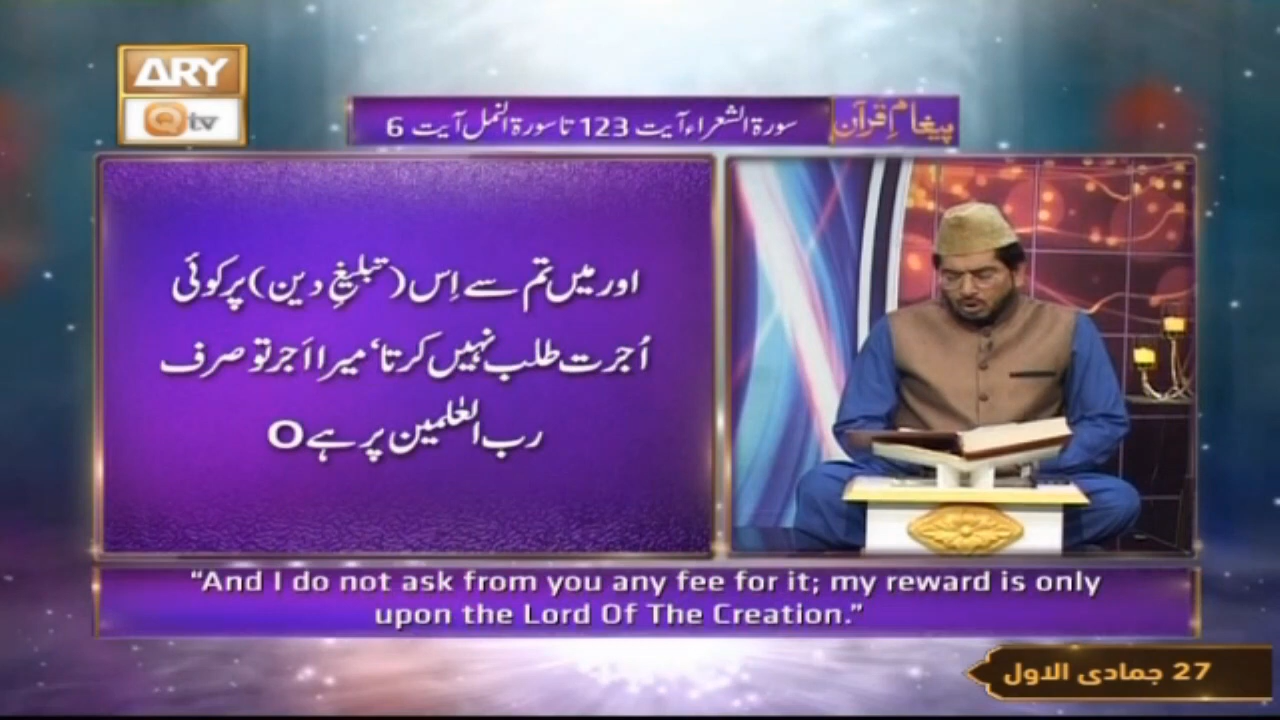 ARY
Qtv
پیغامِ قرآن
سورۃ الشعراء آیت 123 تا سورۃ النمل آیت 6
اور میں تم سے اِس (تبلیغِ دین) پر کوئی
اُجرت طلب نہیں کرتا‘ میرا اَجر تو صرف
رب العٰلمین پر ہے O
“And I do not ask from you any fee for it; my reward is only
upon the Lord Of The Creation.”
27 جمادی الاول